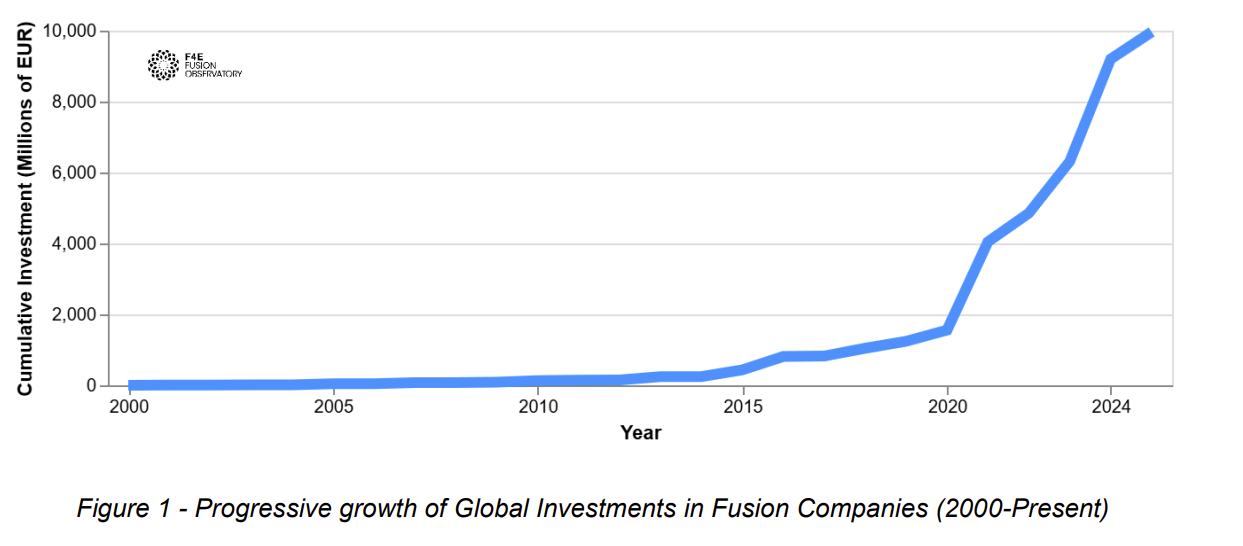 Cumulative Investment (Millions of EUR)
10,000
8,000
6,000
4,000
2,000
0
F4E
FUSION
OBSERVATORY
2000 2005 2010 2015 2020 2024
Year
Figure 1 - Progressive growth of Global Investments in Fusion Companies (2000-Present)